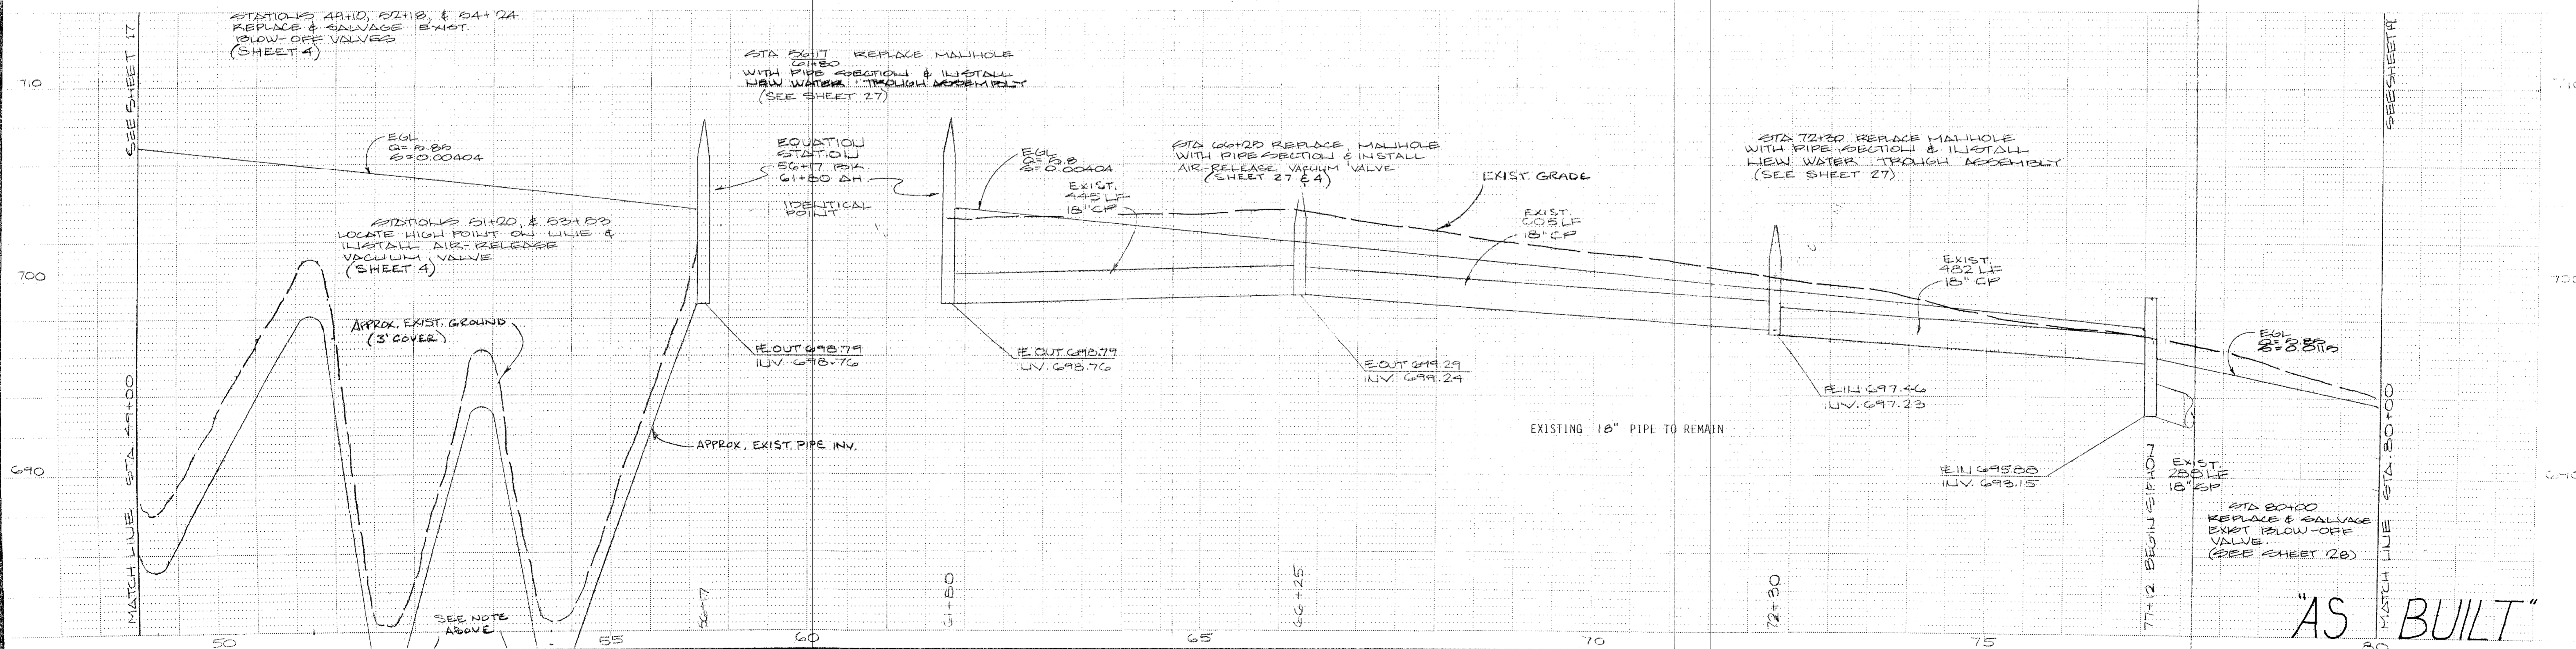 STATIONS 49+10, 52+18, & 54+24
REPLACE & SALVAGE EXIST.
BLOW-OFF VALVES
(SHEET 4)
SEE SHEET 17
MATCH LINE STA. 49+00
710
700
690
EGL
Q= 5.85
S=0.00404
STATIONS 51+20, & 53+53
LOCATE HIGH POINT ON LINE &
INSTALL AIR-RELEASE
VACUUM VALVE
(SHEET 4)
APPROX. EXIST. GROUND
(3' COVER)
SEE NOTE
ABOVE
APPROX. EXIST. PIPE INV.
STA 56+17 REPLACE MANHOLE
61+80
WITH PIPE SECTION & INSTALL
NEW WATER TROUGH ASSEMBLY
(SEE SHEET 27)
EQUATION
STATION
56+17 BK.
61+80 AH.
IDENTICAL
POINT
OUT 698.79
INV. 698.76
56+17
EGL
Q= 5.8
S=0.00404
EXIST.
445 LF
18" CP
OUT 698.79
INV. 698.76
61+80
STA 66+25 REPLACE MANHOLE
WITH PIPE SECTION & INSTALL
AIR-RELEASE VACUUM VALVE
(SHEET 27 & 4)
EXIST. GRADE
EXIST.
605 LF
18" CP
OUT 699.29
INV. 699.24
66+25
EXISTING 18" PIPE TO REMAIN
STA 72+30 REPLACE MANHOLE
WITH PIPE SECTION & INSTALL
NEW WATER TROUGH ASSEMBLY
(SEE SHEET 27)
EXIST.
482 LF
18" CP
IN 697.46
INV. 697.23
72+30
IN 695.88
INV. 693.15
77+12 BEGIN SIPHON
EXIST.
288 LF
18" SP
EGL
STA 80+00
REPLACE & SALVAGE
EXIST BLOW-OFF
VALVE
(SEE SHEET 28)
SEE SHEET 19
MATCH LINE STA. 80+00
50
55
60
65
70
75
80
"AS BUILT"